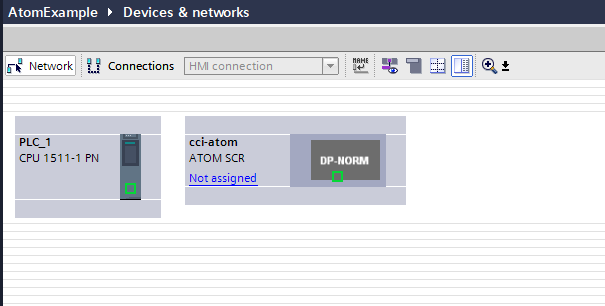 AtomExample ▶ Devices & networks
Network Connections HMI connection NAME
PLC_1
CPU 1511-1 PN
cci-atom
ATOM SCR
Not assigned
DP-NORM